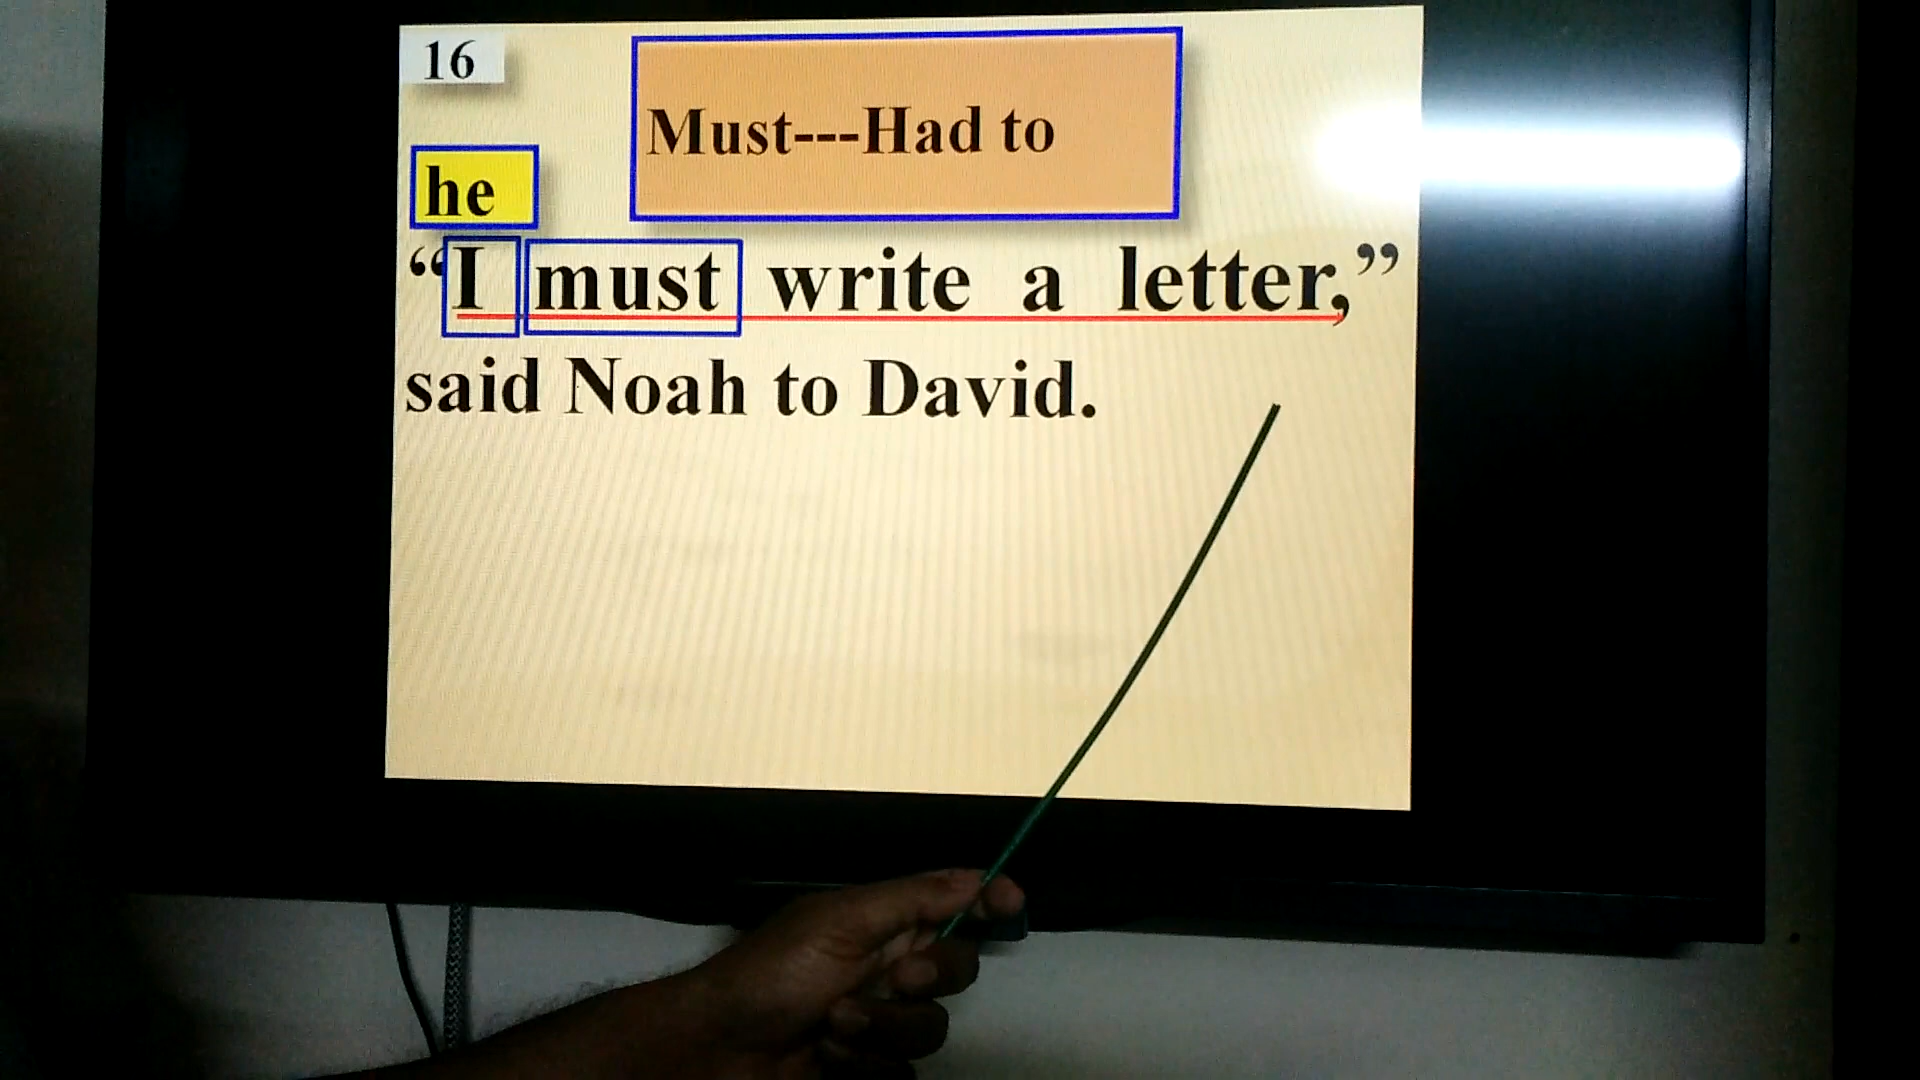 16
Must---Had to
he
“I must write a letter,”
said Noah to David.